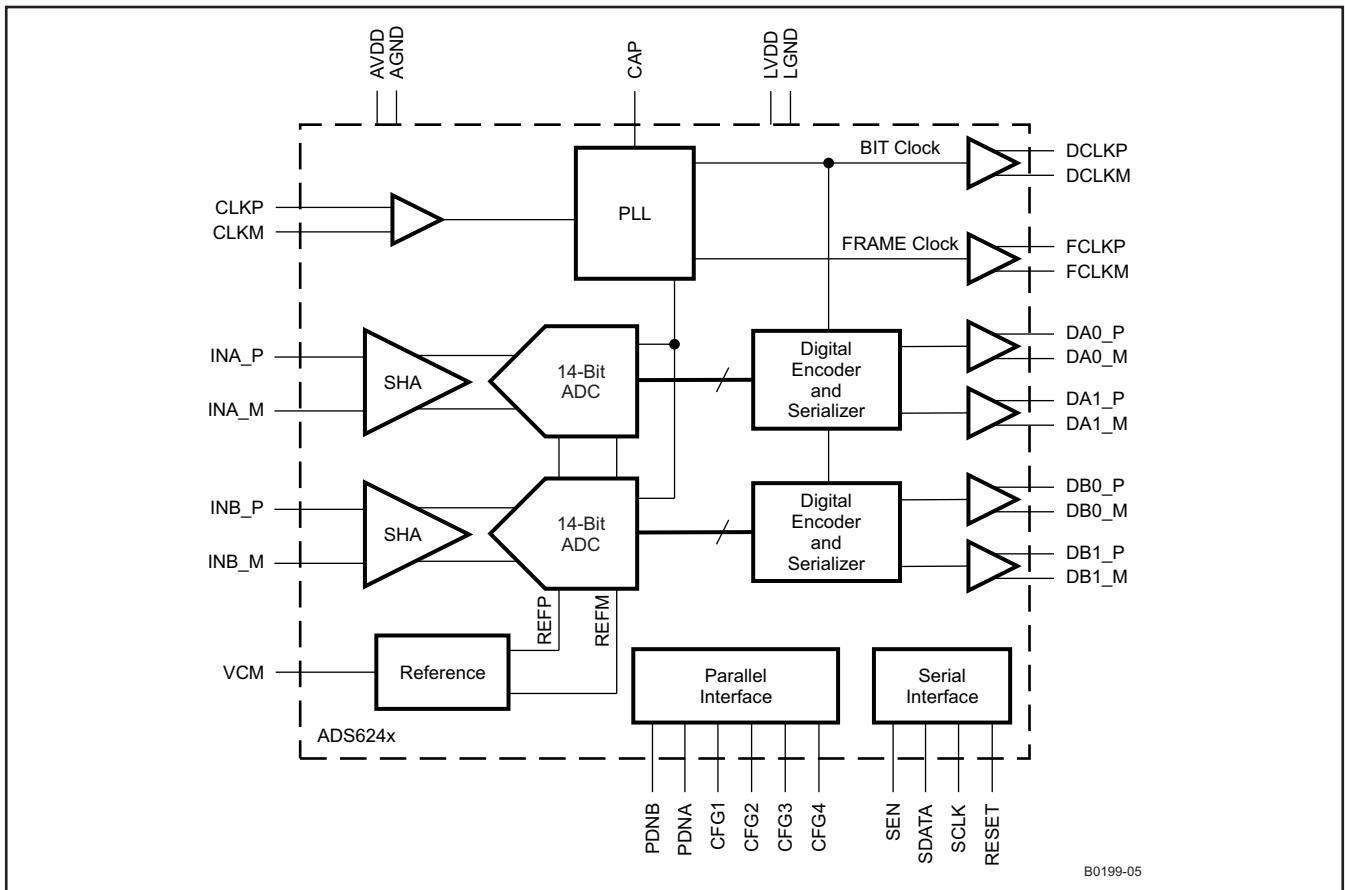 AVDD
AGND
CAP
LVDD
LGND
CLKP
CLKM
PLL
BIT Clock
DCLKP
DCLKM
FRAME Clock
FCLKP
FCLKM
INA_P
INA_M
SHA
14-Bit
ADC
Digital
Encoder
and
Serializer
DA0_P
DA0_M
DA1_P
DA1_M
INB_P
INB_M
SHA
14-Bit
ADC
Digital
Encoder
and
Serializer
DB0_P
DB0_M
DB1_P
DB1_M
REFP
REFM
VCM
Reference
Parallel
Interface
Serial
Interface
ADS624x
PDNB
PDNA
CFG1
CFG2
CFG3
CFG4
SEN
SDATA
SCLK
RESET
B0199-05